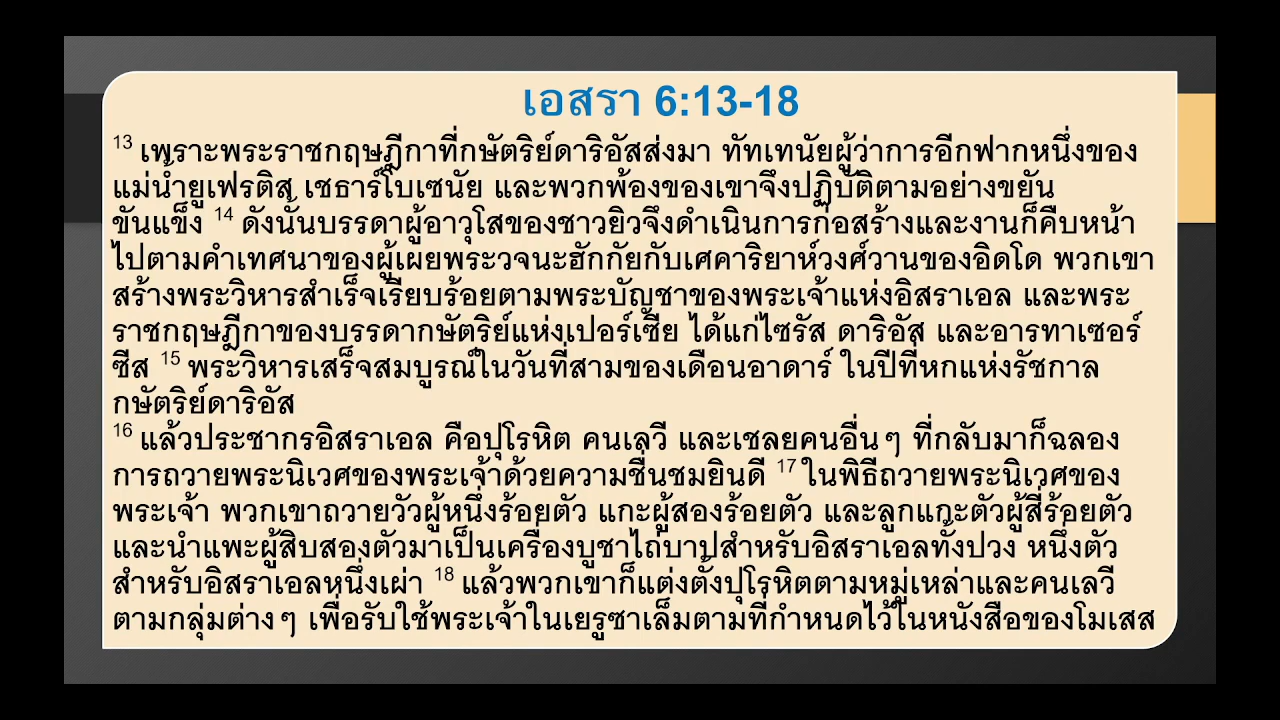 เอสรา 6:13-18
13 เพราะพระราชกฤษฎีกาที่กษัตริย์ดาริอัสส่งมา ทัทเทนัยผู้ว่าการอีกฟากหนึ่งของ
แม่น้ำยูเฟรติส เชธาร์โบเซนัย และพวกพ้องของเขาจึงปฏิบัติตามอย่างขยัน
ขันแข็ง 14 ดังนั้นบรรดาผู้อาวุโสของชาวยิวจึงดำเนินการก่อสร้างและงานก็คืบหน้า
ไปตามคำเทศนาของผู้เผยพระวจนะฮักกัยกับเศคาริยาห์วงศ์วานของอิดโด พวกเขา
สร้างพระวิหารสำเร็จเรียบร้อยตามพระบัญชาของพระเจ้าแห่งอิสราเอล และพระ
ราชกฤษฎีกาของบรรดากษัตริย์แห่งเปอร์เซีย ได้แก่ไซรัส ดาริอัส และอารทาเซอร์
ซีส 15 พระวิหารเสร็จสมบูรณ์ในวันที่สามของเดือนอาดาร์ ในปีที่หกแห่งรัชกาล
กษัตริย์ดาริอัส
16 แล้วประชากรอิสราเอล คือปุโรหิต คนเลวี และเชลยคนอื่นๆ ที่กลับมาก็ฉลอง
การถวายพระนิเวศของพระเจ้าด้วยความชื่นชมยินดี 17 ในพิธีถวายพระนิเวศของ
พระเจ้า พวกเขาถวายวัวผู้หนึ่งร้อยตัว แกะผู้สองร้อยตัว และลูกแกะตัวผู้สี่ร้อยตัว
และนำแพะผู้สิบสองตัวมาเป็นเครื่องบูชาไถ่บาปสำหรับอิสราเอลทั้งปวง หนึ่งตัว
สำหรับอิสราเอลหนึ่งเผ่า 18 แล้วพวกเขาก็แต่งตั้งปุโรหิตตามหมู่เหล่าและคนเลวี
ตามกลุ่มต่างๆ เพื่อรับใช้พระเจ้าในเยรูซาเล็มตามที่กำหนดไว้ในหนังสือของโมเสส